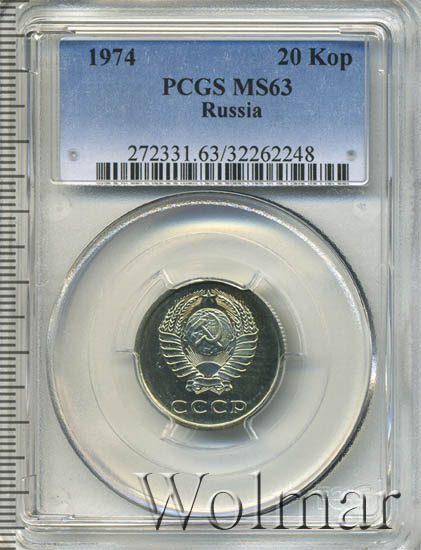 1974 20 Kop
PCGS MS63
Russia
272331.63/32262248
СССР
Wolmar